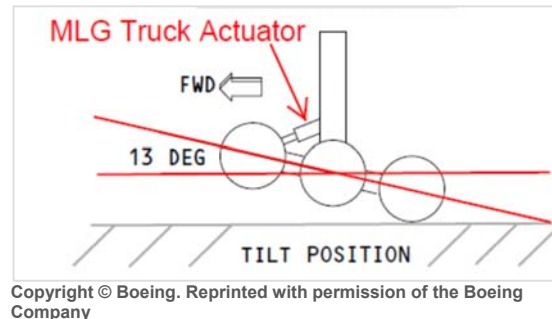 MLG Truck Actuator
FWD
13 DEG
TILT POSITION
Copyright © Boeing. Reprinted with permission of the Boeing
Company